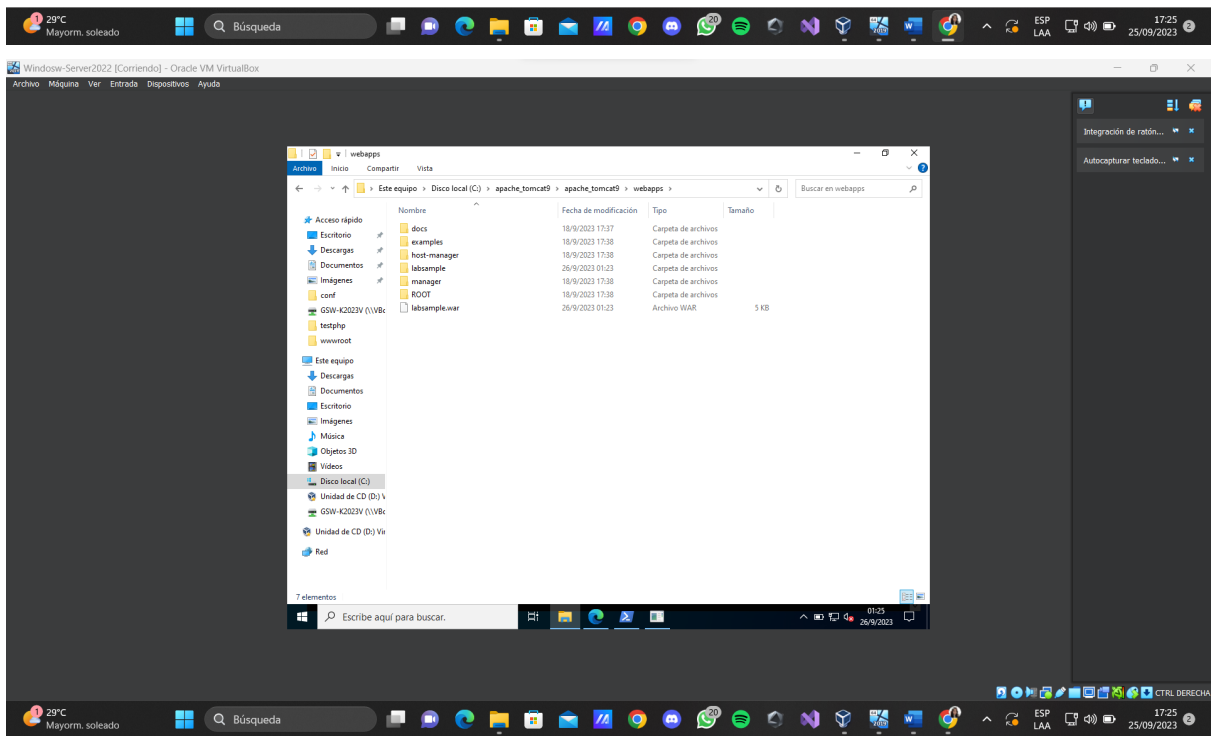 29°C
Mayorm. soleado
1
Búsqueda
20
ESP
LAA
17:25
25/09/2023
2
Windosw-Server2022 [Corriendo] - Oracle VM VirtualBox
Archivo Máquina Ver Entrada Dispositivos Ayuda
Integración de ratón...
Autocapturar teclado...
webapps
Archivo Inicio Compartir Vista
Este equipo > Disco local (C:) > apache_tomcat9 > apache_tomcat9 > webapps >
Buscar en webapps
Nombre Fecha de modificación Tipo Tamaño
docs 18/9/2023 17:37 Carpeta de archivos
examples 18/9/2023 17:38 Carpeta de archivos
host-manager 18/9/2023 17:38 Carpeta de archivos
labsample 26/9/2023 01:23 Carpeta de archivos
manager 18/9/2023 17:38 Carpeta de archivos
ROOT 18/9/2023 17:38 Carpeta de archivos
labsample.war 26/9/2023 01:23 Archivo WAR 5 KB
Acceso rápido
Escritorio
Descargas
Documentos
Imágenes
conf
GSW-K2023V (\\VBc
testphp
wwwroot
Este equipo
Descargas
Documentos
Escritorio
Imágenes
Música
Objetos 3D
Vídeos
Disco local (C:)
Unidad de CD (D:) V
GSW-K2023V (\\VBc
Unidad de CD (D:) Vir
Red
7 elementos
Escribe aquí para buscar.
01:25
26/9/2023
CTRL DERECHA
29°C
Mayorm. soleado
1
Búsqueda
20
ESP
LAA
17:25
25/09/2023
2